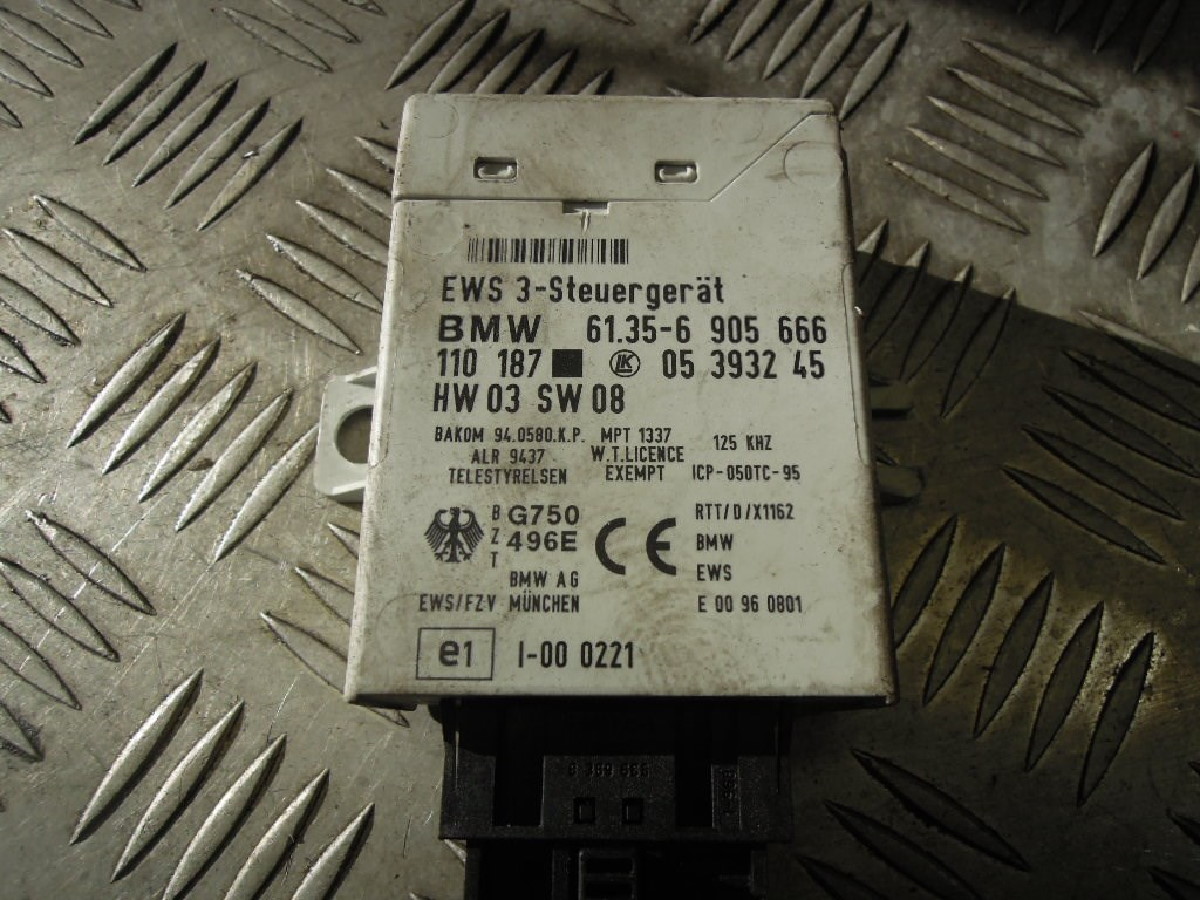 EWS 3-Steuergerät
BMW 61.35-6 905 666
110 187 LK 05 3932 45
HW 03 SW 08
BAKOM 94.0580.K.P. MPT 1337 125 KHZ
ALR 9437 W.T.LICENCE
TELESTYRELSEN EXEMPT ICP-050TC-95
BZT G750 496E CE RTT/D/X1162
BMW
BMW AG EWS
EWS/FZV MÜNCHEN E 00 96 0801
e1 I-00 0221